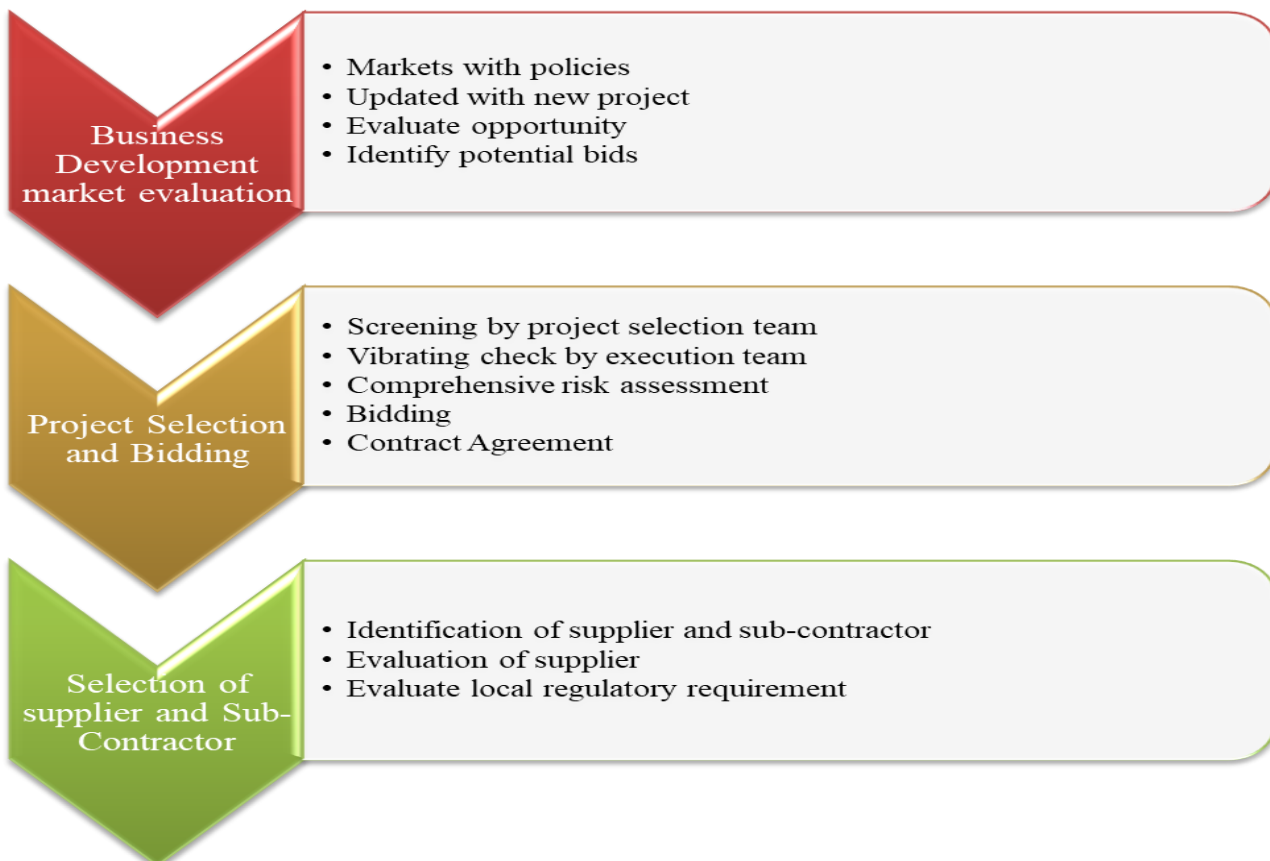 Business
Development
market evaluation
• Markets with policies
• Updated with new project
• Evaluate opportunity
• Identify potential bids
Project Selection
and Bidding
• Screening by project selection team
• Vibrating check by execution team
• Comprehensive risk assessment
• Bidding
• Contract Agreement
Selection of
supplier and Sub-
Contractor
• Identification of supplier and sub-contractor
• Evaluation of supplier
• Evaluate local regulatory requirement